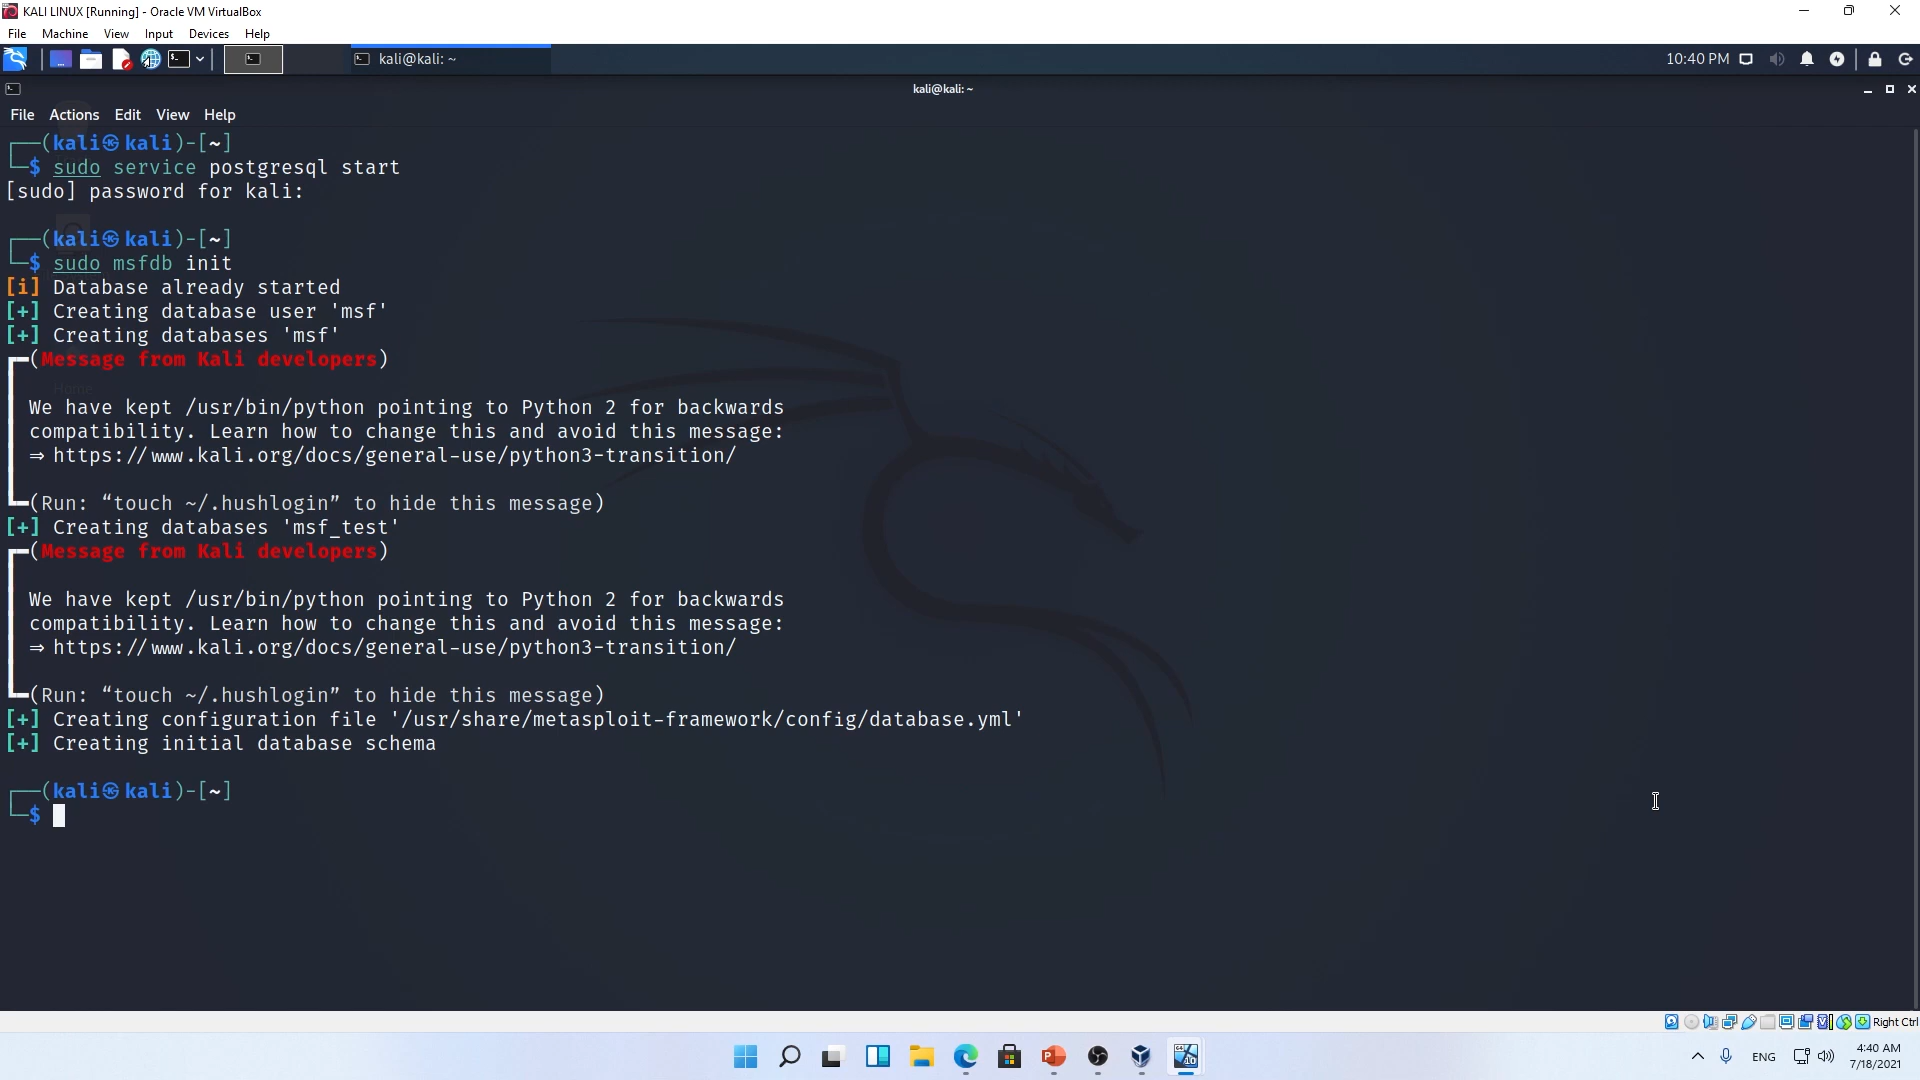 KALI LINUX [Running] - Oracle VM VirtualBox
File Machine View Input Devices Help
kali@kali: ~
10:40 PM
kali@kali: ~
File Actions Edit View Help
┌──(kali㉿kali)-[~]
└─$ sudo service postgresql start
[sudo] password for kali:
┌──(kali㉿kali)-[~]
└─$ sudo msfdb init
[i] Database already started
[+] Creating database user 'msf'
[+] Creating databases 'msf'
┏━(Message from Kali developers)
┃ We have kept /usr/bin/python pointing to Python 2 for backwards
┃ compatibility. Learn how to change this and avoid this message:
┃ ⇒ https://www.kali.org/docs/general-use/python3-transition/
┗━(Run: “touch ~/.hushlogin” to hide this message)
[+] Creating databases 'msf_test'
┏━(Message from Kali developers)
┃ We have kept /usr/bin/python pointing to Python 2 for backwards
┃ compatibility. Learn how to change this and avoid this message:
┃ ⇒ https://www.kali.org/docs/general-use/python3-transition/
┗━(Run: “touch ~/.hushlogin” to hide this message)
[+] Creating configuration file '/usr/share/metasploit-framework/config/database.yml'
[+] Creating initial database schema
┌──(kali㉿kali)-[~]
└─$
Right Ctrl
ENG
4:40 AM
7/18/2021